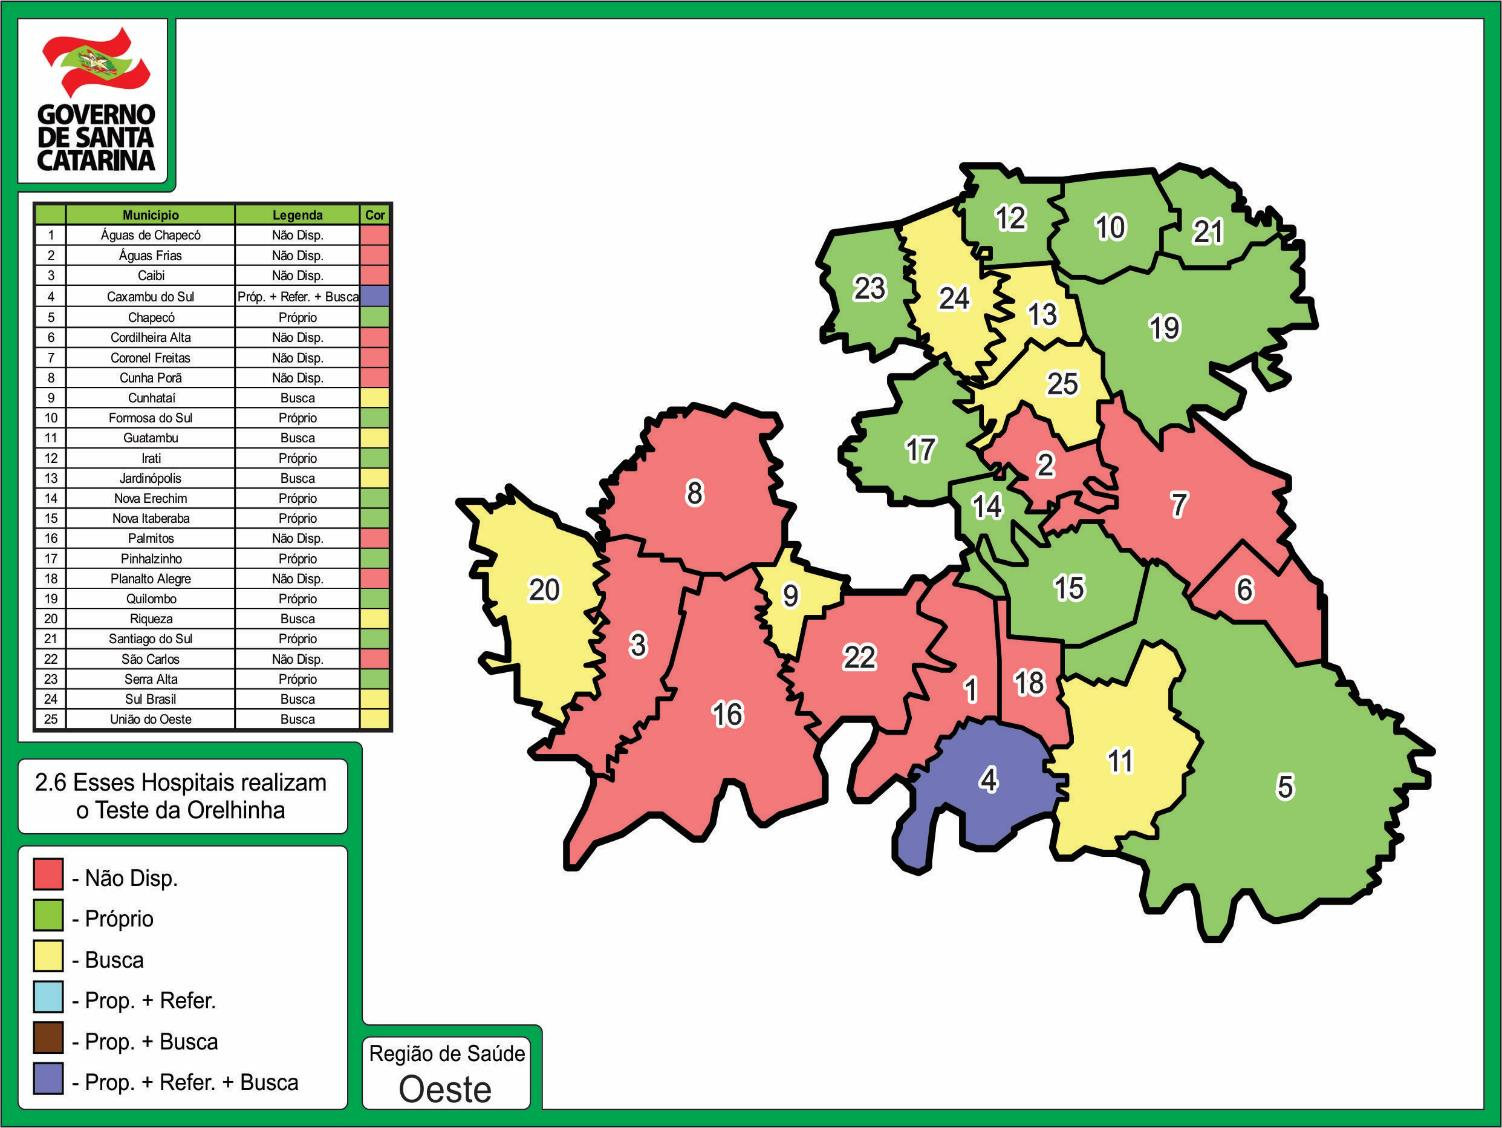 GOVERNO
DE SANTA
CATARINA
Município Legenda Cor
1 Águas de Chapecó Não Disp.
2 Águas Frias Não Disp.
3 Caibi Não Disp.
4 Caxambu do Sul Próp. + Refer. + Busca
5 Chapecó Próprio
6 Cordilheira Alta Não Disp.
7 Coronel Freitas Não Disp.
8 Cunha Porã Não Disp.
9 Cunhataí Busca
10 Formosa do Sul Próprio
11 Guatambu Busca
12 Irati Próprio
13 Jardinópolis Busca
14 Nova Erechim Próprio
15 Nova Itaberaba Próprio
16 Palmitos Não Disp.
17 Pinhalzinho Próprio
18 Planalto Alegre Não Disp.
19 Quilombo Próprio
20 Riqueza Busca
21 Santiago do Sul Próprio
22 São Carlos Não Disp.
23 Serra Alta Próprio
24 Sul Brasil Busca
25 União do Oeste Busca
2.6 Esses Hospitais realizam
o Teste da Orelhinha
- Não Disp.
- Próprio
- Busca
- Prop. + Refer.
- Prop. + Busca
- Prop. + Refer. + Busca
Região de Saúde
Oeste
12
10
21
23
24
13
19
25
17
2
8
14
7
20
9
15
6
3
22
1
18
16
4
11
5